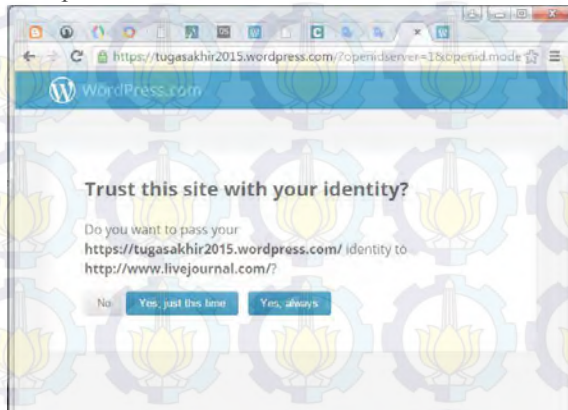 https://tugasakhir2015.wordpress.com/?openidserver=1&openid.mode
WordPress.com
Trust this site with your identity?
Do you want to pass your
https://tugasakhir2015.wordpress.com/ identity to
http://www.livejournal.com/?
No Yes, just this time Yes, always